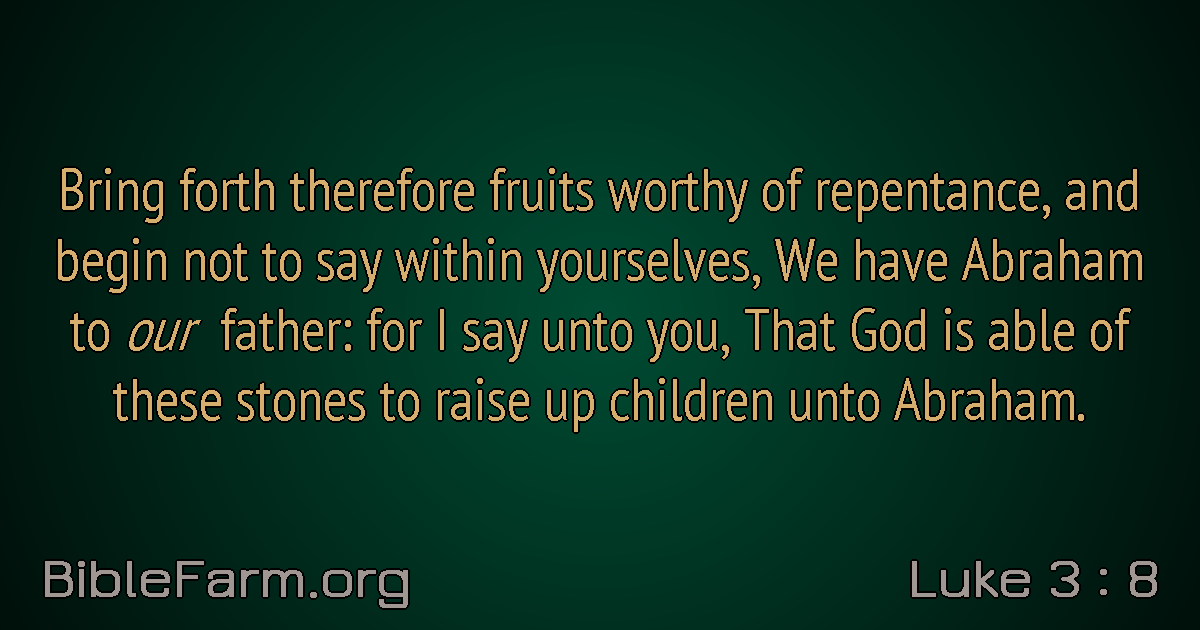 Bring forth therefore fruits worthy of repentance, and
begin not to say within yourselves, We have Abraham
to our father: for I say unto you, That God is able of
these stones to raise up children unto Abraham.
BibleFarm.org
Luke 3 : 8